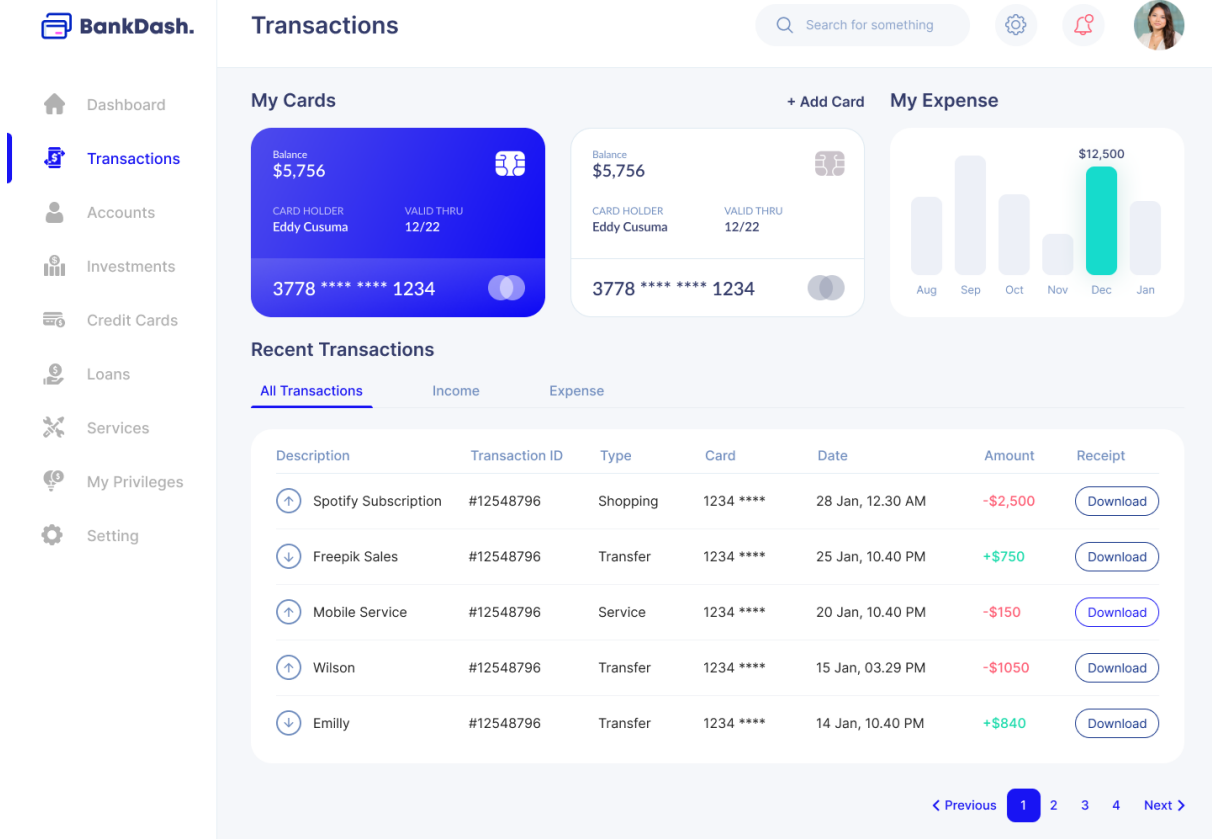 BankDash.
Transactions
Search for something
Dashboard
Transactions
Accounts
Investments
Credit Cards
Loans
Services
My Privileges
Setting
My Cards
+ Add Card
Balance
$5,756
CARD HOLDER VALID THRU
Eddy Cusuma 12/22
3778 **** **** 1234
Balance
$5,756
CARD HOLDER VALID THRU
Eddy Cusuma 12/22
3778 **** **** 1234
My Expense
$12,500
Aug Sep Oct Nov Dec Jan
Recent Transactions
All Transactions Income Expense
Description Transaction ID Type Card Date Amount Receipt
Spotify Subscription #12548796 Shopping 1234 **** 28 Jan, 12.30 AM -$2,500 Download
Freepik Sales #12548796 Transfer 1234 **** 25 Jan, 10.40 PM +$750 Download
Mobile Service #12548796 Service 1234 **** 20 Jan, 10.40 PM -$150 Download
Wilson #12548796 Transfer 1234 **** 15 Jan, 03.29 PM -$1050 Download
Emilly #12548796 Transfer 1234 **** 14 Jan, 10.40 PM +$840 Download
Previous 1 2 3 4 Next